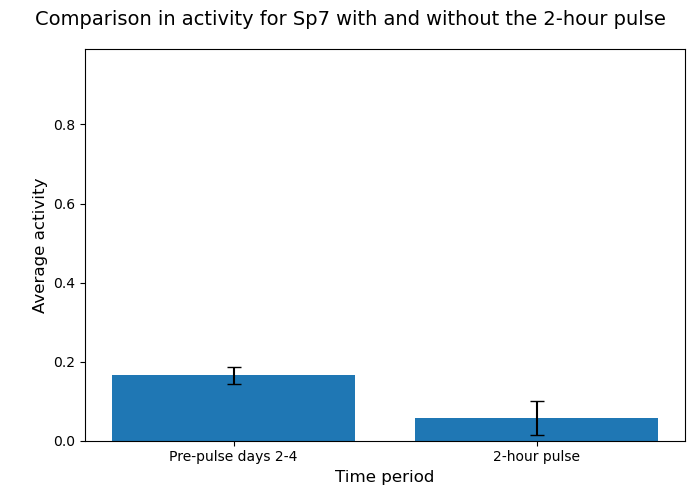 Comparison in activity for Sp7 with and without the 2-hour pulse
Average activity
0.8
0.6
0.4
0.2
0.0
Pre-pulse days 2-4
2-hour pulse
Time period